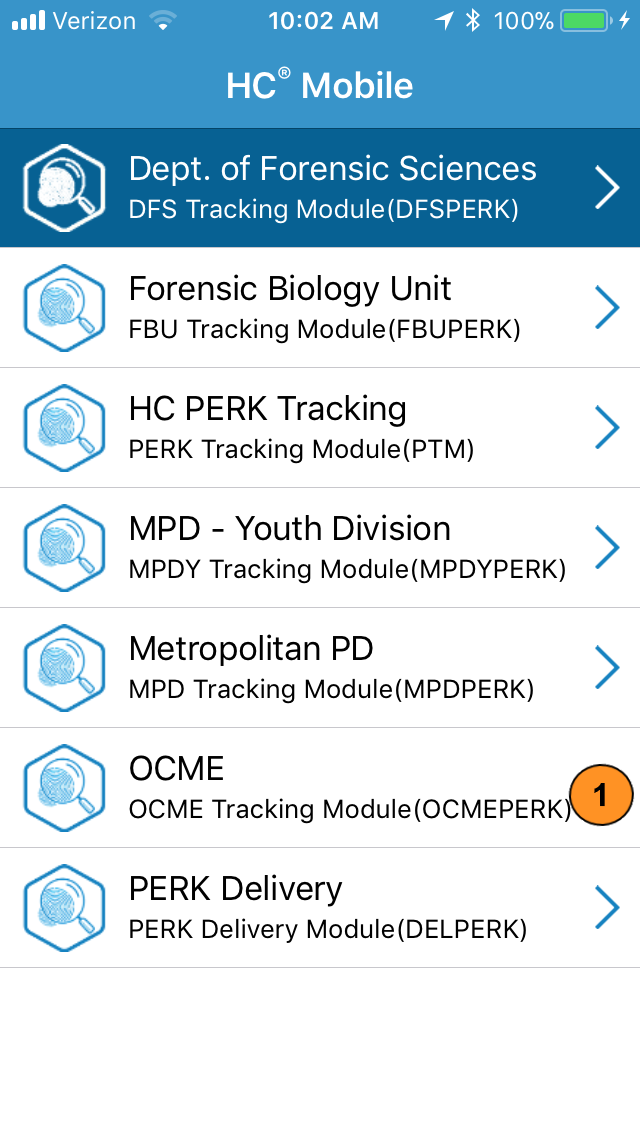 Verizon 10:02 AM 100%
HC® Mobile
Dept. of Forensic Sciences
DFS Tracking Module(DFSPERK)
Forensic Biology Unit
FBU Tracking Module(FBUPERK)
HC PERK Tracking
PERK Tracking Module(PTM)
MPD - Youth Division
MPDY Tracking Module(MPDYPERK)
Metropolitan PD
MPD Tracking Module(MPDPERK)
OCME
OCME Tracking Module(OCMEPERK)
1
PERK Delivery
PERK Delivery Module(DELPERK)